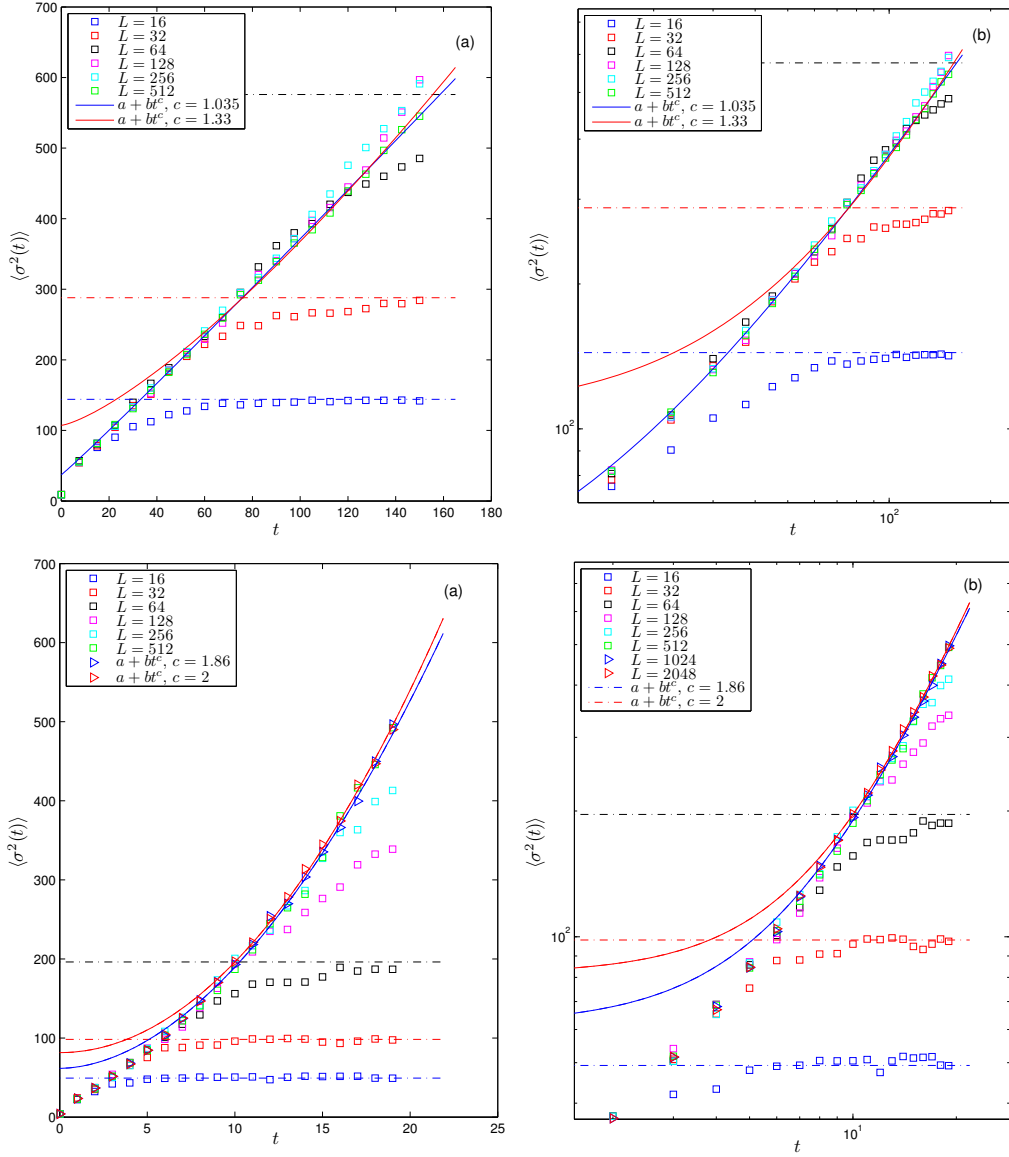 (a)
L = 16
L = 32
L = 64
L = 128
L = 256
L = 512
a + bt^c, c = 1.035
a + bt^c, c = 1.33
700
600
500
400
300
200
100
0
⟨σ²(t)⟩
0 20 40 60 80 100 120 140 160 180
t
(b)
L = 16
L = 32
L = 64
L = 128
L = 256
L = 512
a + bt^c, c = 1.035
a + bt^c, c = 1.33
10²
⟨σ²(t)⟩
10²
t
(a)
L = 16
L = 32
L = 64
L = 128
L = 256
L = 512
a + bt^c, c = 1.86
a + bt^c, c = 2
700
600
500
400
300
200
100
0
⟨σ²(t)⟩
0 5 10 15 20 25
t
(b)
L = 16
L = 32
L = 64
L = 128
L = 256
L = 512
L = 1024
L = 2048
a + bt^c, c = 1.86
a + bt^c, c = 2
10²
⟨σ²(t)⟩
10¹
t